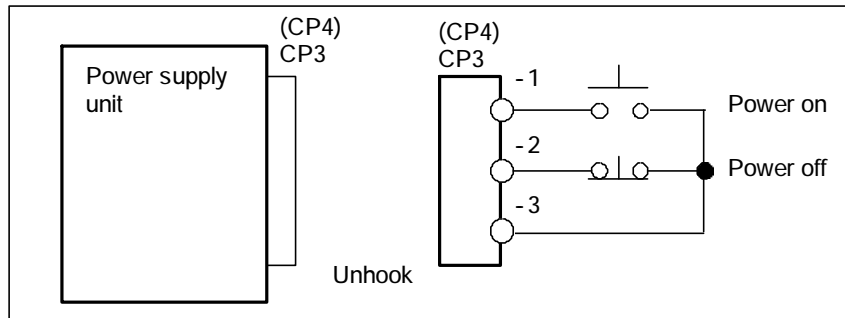 (CP4)
CP3
Power supply
unit
(CP4)
CP3
-1
Power on
-2
Power off
-3
Unhook